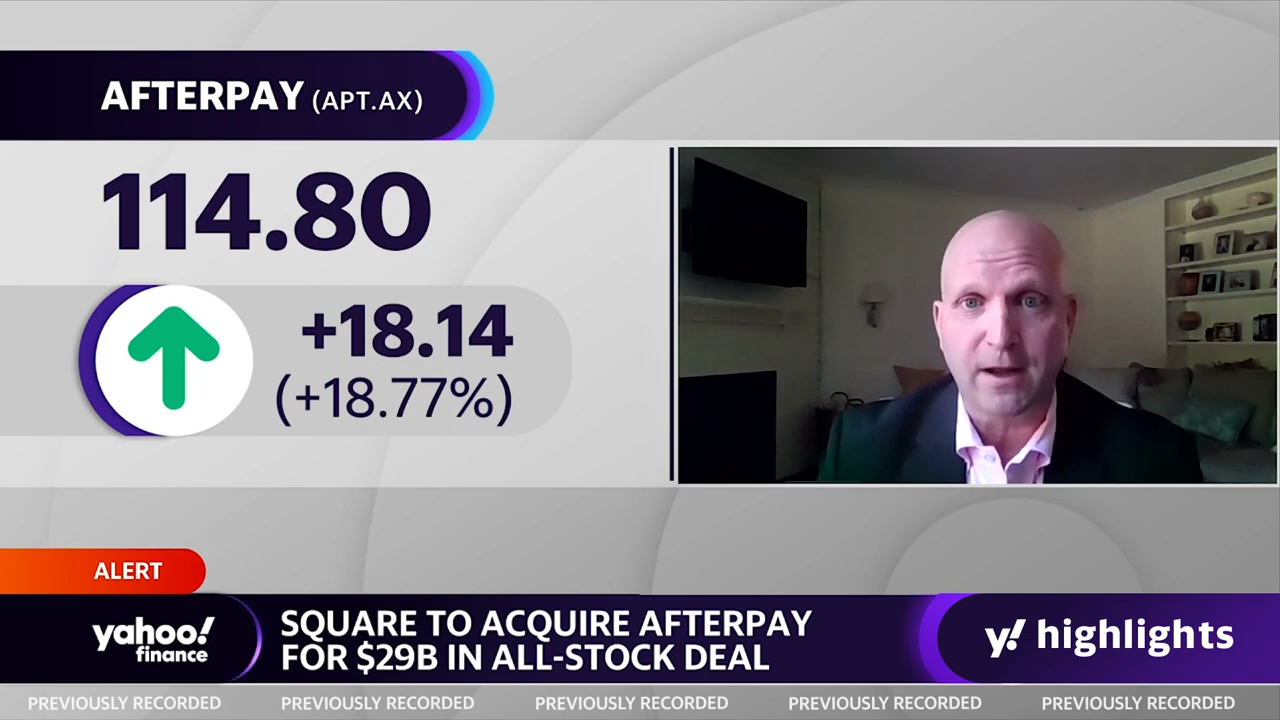 AFTERPAY (APT.AX)
114.80
+18.14
(+18.77%)
ALERT
yahoo!
finance
SQUARE TO ACQUIRE AFTERPAY
FOR $29B IN ALL-STOCK DEAL
y! highlights
PREVIOUSLY RECORDED PREVIOUSLY RECORDED PREVIOUSLY RECORDED PREVIOUSLY RECORDED PREVIOUSLY RECORDED